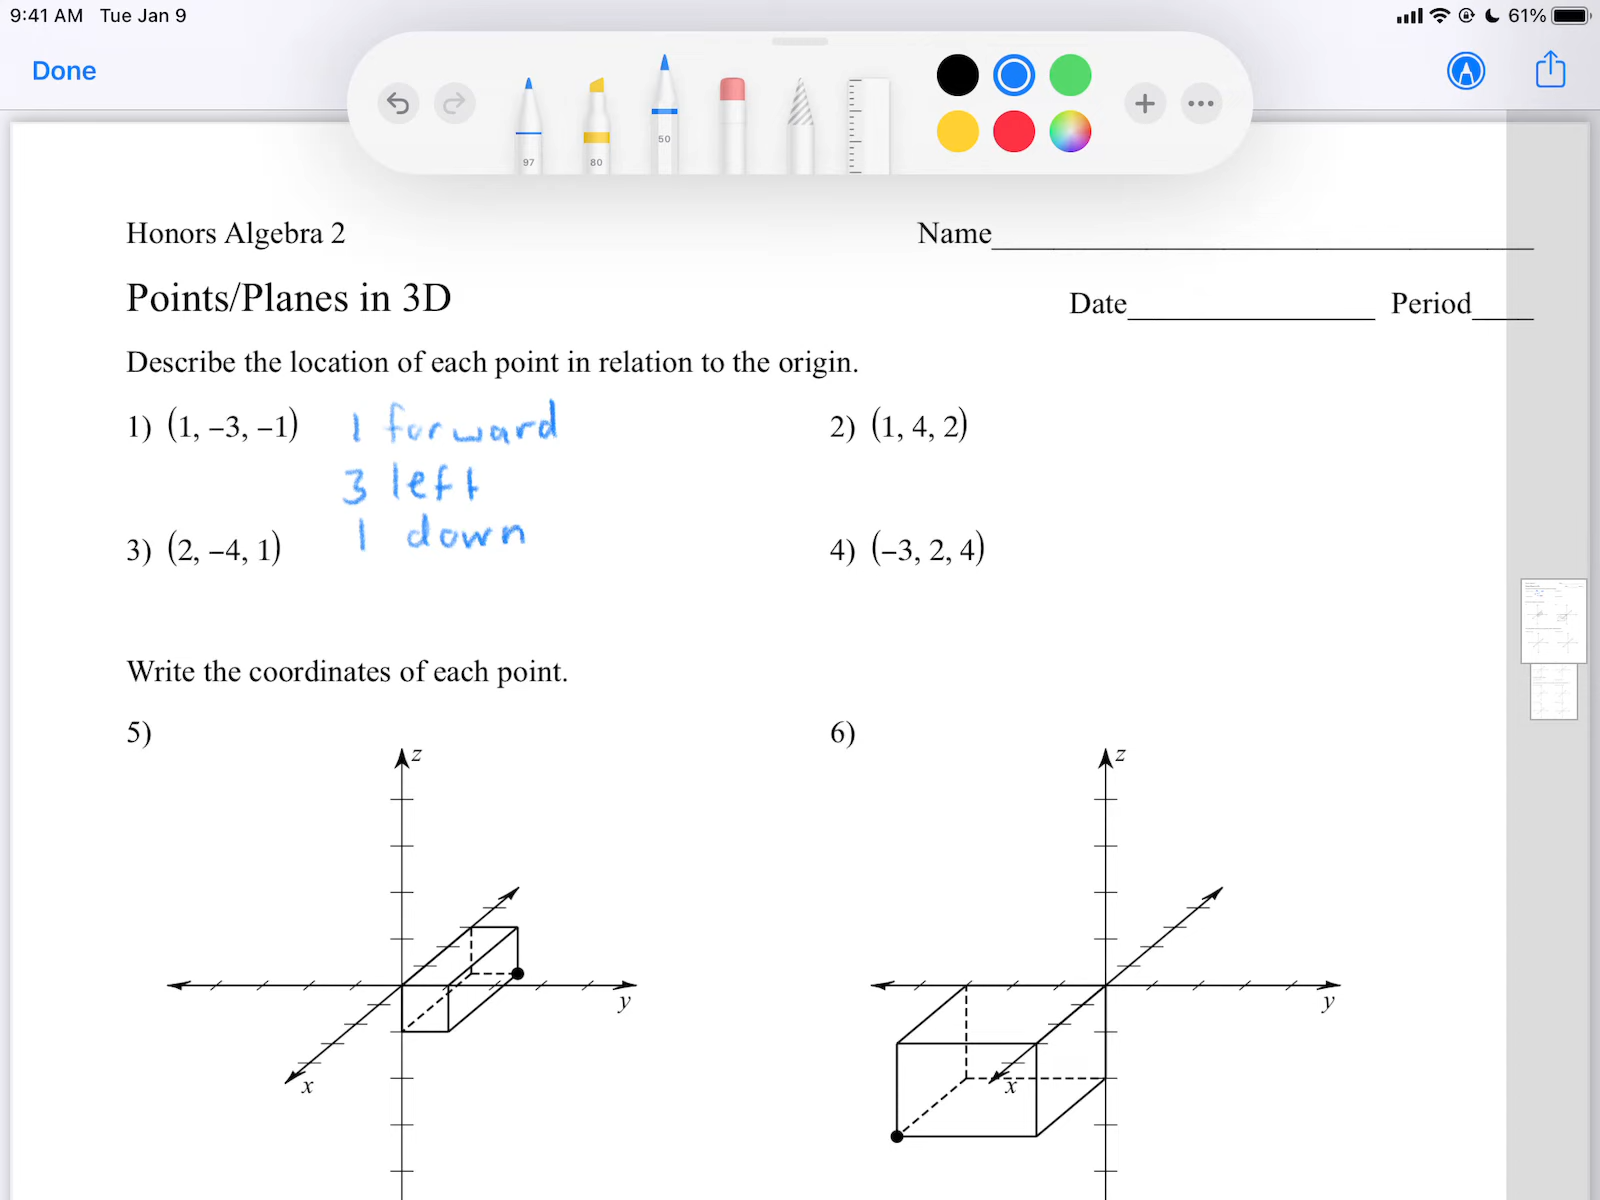 9:41 AM Tue Jan 9 61%
Done
97 80 50
Honors Algebra 2 Name
Points/Planes in 3D Date Period
Describe the location of each point in relation to the origin.
1) (1, −3, −1) 1 forward
3 left
1 down
2) (1, 4, 2)
3) (2, −4, 1)
4) (−3, 2, 4)
Write the coordinates of each point.
5)
z
y
x
6)
z
y
x